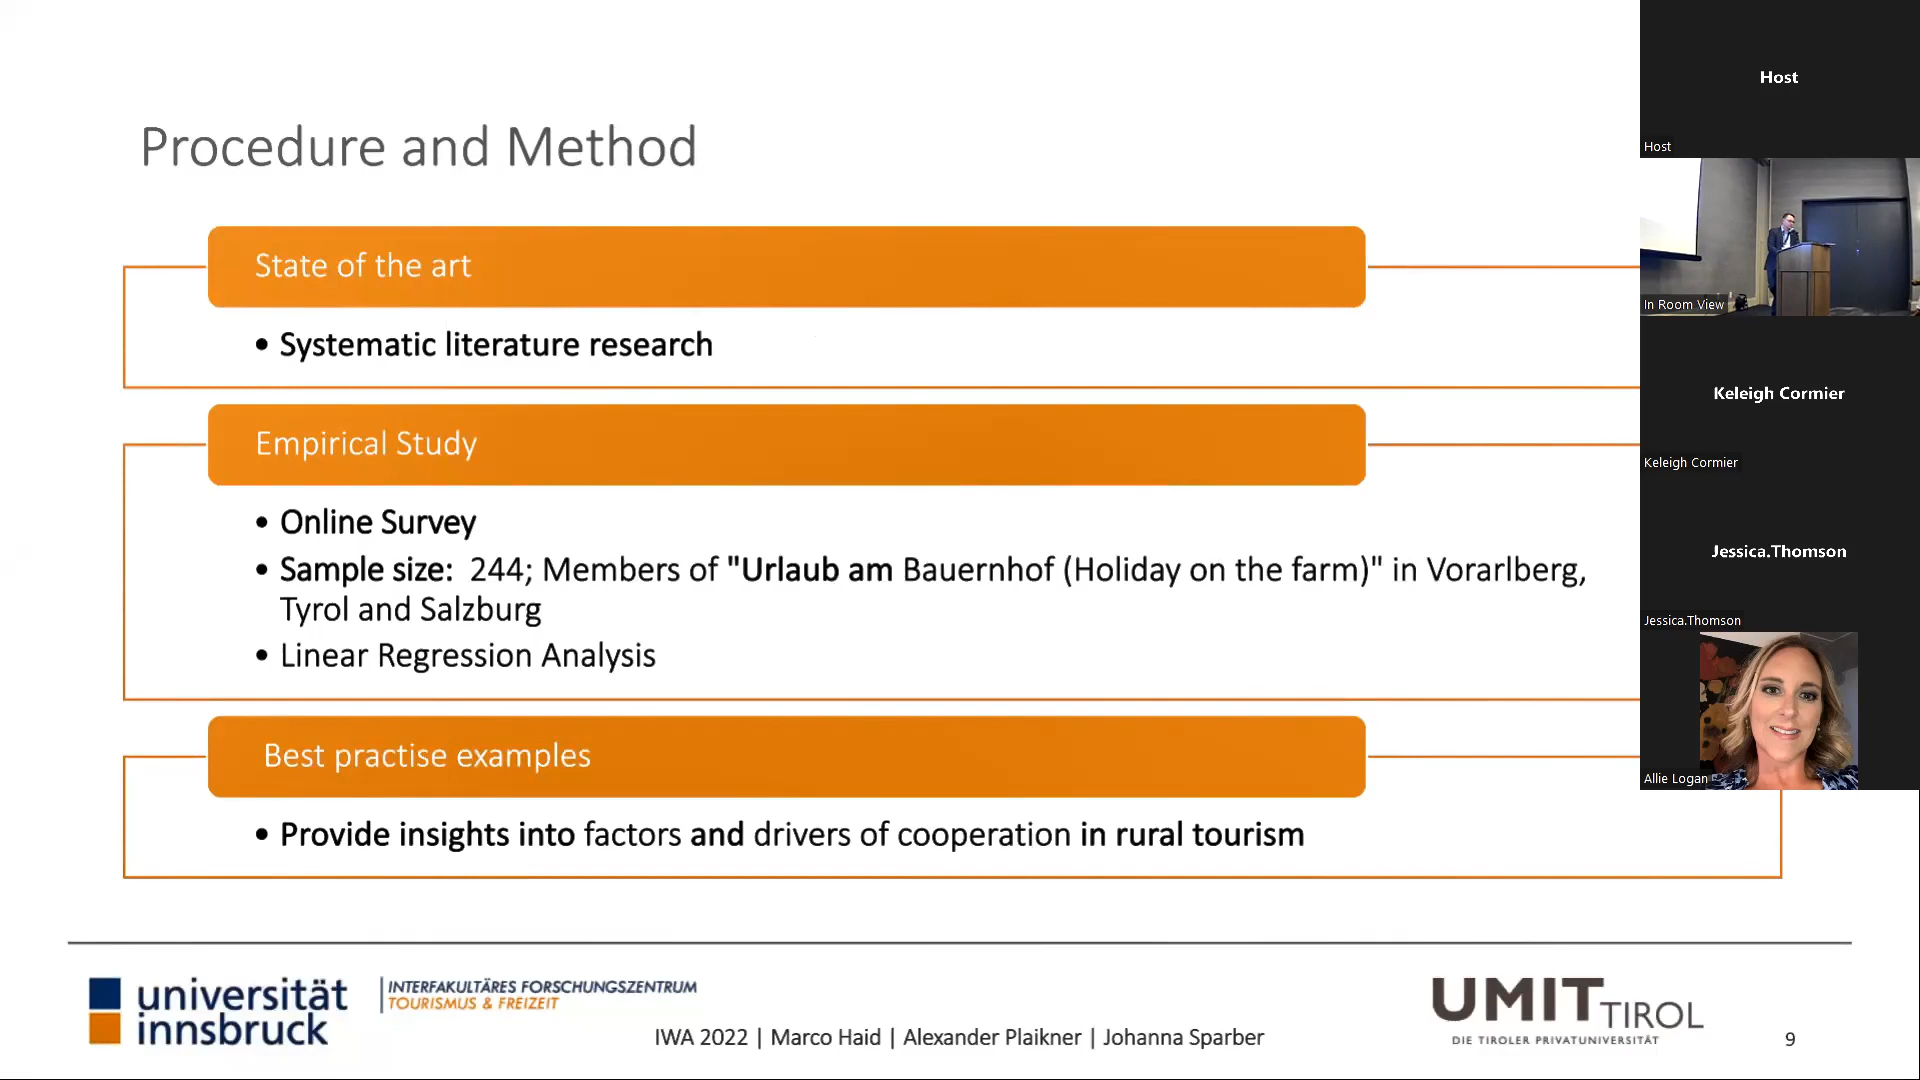 Procedure and Method
State of the art
• Systematic literature research
Empirical Study
• Online Survey
• Sample size: 244; Members of "Urlaub am Bauernhof (Holiday on the farm)" in Vorarlberg,
Tyrol and Salzburg
• Linear Regression Analysis
Best practise examples
• Provide insights into factors and drivers of cooperation in rural tourism
universität
innsbruck
INTERFAKULTÄRES FORSCHUNGSZENTRUM
TOURISMUS & FREIZEIT
IWA 2022 | Marco Haid | Alexander Plaikner | Johanna Sparber
UMIT TIROL
DIE TIROLER PRIVATUNIVERSITÄT
9
Host
Host
In Room View
Keleigh Cormier
Keleigh Cormier
Jessica.Thomson
Jessica.Thomson
Allie Logan